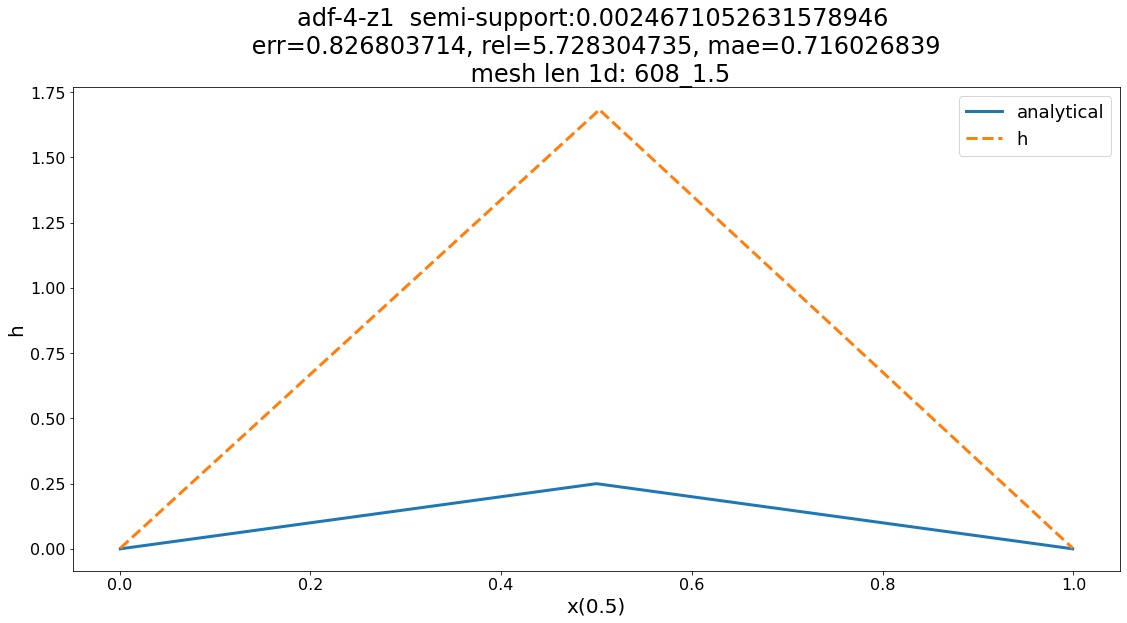 adf-4-z1  semi-support:0.0024671052631578946
err=0.826803714, rel=5.728304735, mae=0.716026839
mesh len 1d: 608_1.5
1.75
1.50
1.25
1.00
0.75
0.50
0.25
0.00
h
analytical
h
0.0
0.2
0.4
0.6
0.8
1.0
x(0.5)